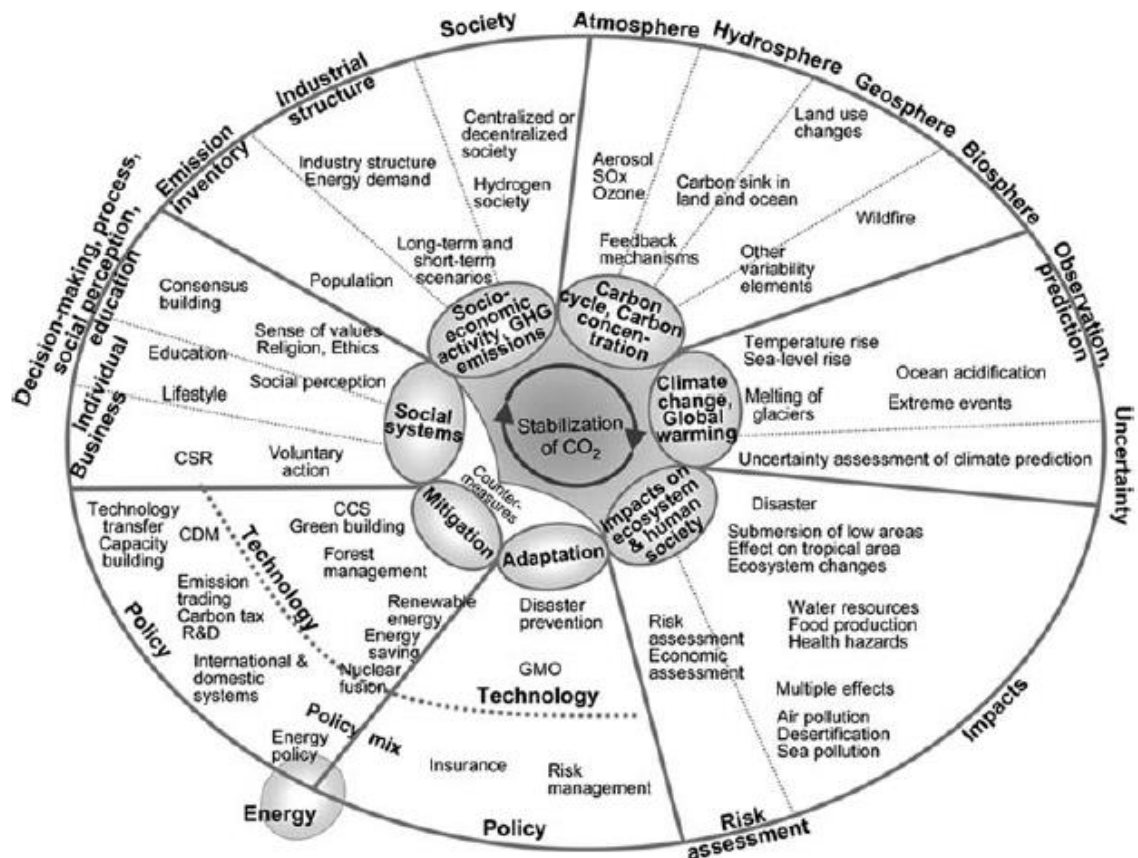 Society
Atmosphere
Hydrosphere
Geosphere
Biosphere
Observation,
prediction
Uncertainty
Impacts
Risk
assessment
Policy
Energy
Policy
Business
Individual
Decision-making, process,
social perception,
education
Emission
inventory
Industrial
structure
Centralized or
decentralized
society
Hydrogen
society
Industry structure
Energy demand
Long-term and
short-term
scenarios
Population
Aerosol
SOx
Ozone
Feedback
mechanisms
Carbon sink in
land and ocean
Land use
changes
Other
variability
elements
Wildfire
Socio-
economic
activity, GHG
emissions
Carbon
cycle, Carbon
concen-
tration
Climate
change,
Global
warming
Impacts on
ecosystem
& human
society
Adaptation
Mitigation
Social
systems
Stabilization
of CO2
Counter-
measures
Temperature rise
Sea-level rise
Melting of
glaciers
Ocean acidification
Extreme events
Uncertainty assessment of climate prediction
Disaster
Submersion of low areas
Effect on tropical area
Ecosystem changes
Water resources
Food production
Health hazards
Multiple effects
Air pollution
Desertification
Sea pollution
Risk
assessment
Economic
assessment
Disaster
prevention
GMO
Technology
Insurance
Risk
management
Policy mix
Energy
policy
CCS
Green building
Forest
management
Renewable
energy
Energy
saving
Nuclear
fusion
Technology
Technology
transfer
Capacity
building
CDM
Emission
trading
Carbon tax
R&D
International &
domestic
systems
Consensus
building
Sense of values
Religion, Ethics
Education
Social perception
Lifestyle
CSR
Voluntary
action